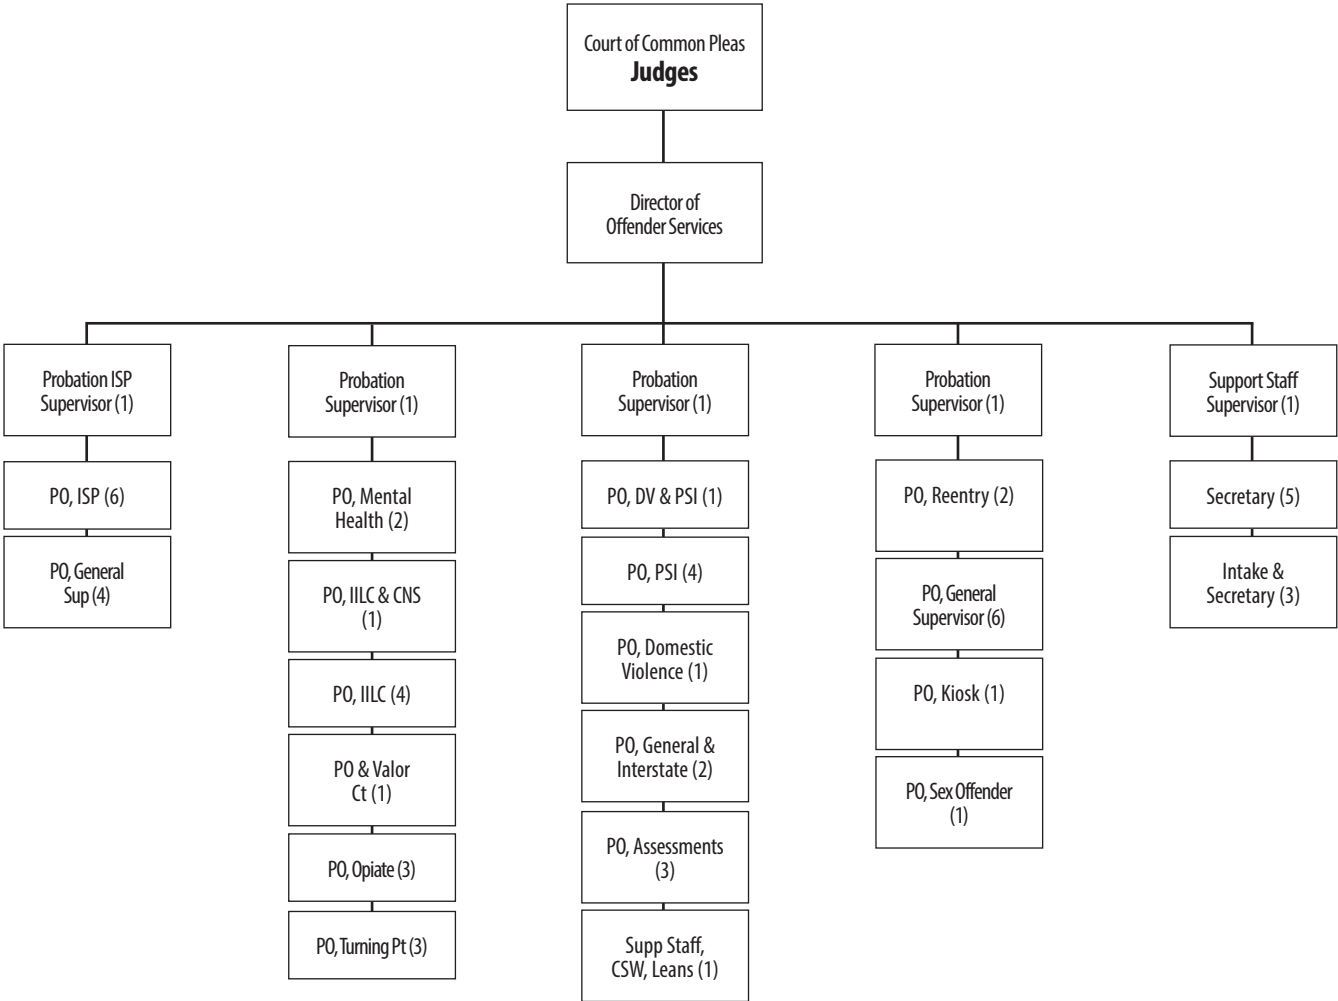 Court of Common Pleas
Judges
Director of
Offender Services
Probation ISP
Supervisor (1)
PO, ISP (6)
PO, General
Sup (4)
Probation
Supervisor (1)
PO, Mental
Health (2)
PO, IILC & CNS
(1)
PO, IILC (4)
PO & Valor
Ct (1)
PO, Opiate (3)
PO, Turning Pt (3)
Probation
Supervisor (1)
PO, DV & PSI (1)
PO, PSI (4)
PO, Domestic
Violence (1)
PO, General &
Interstate (2)
PO, Assessments
(3)
Supp Staff,
CSW, Leans (1)
Probation
Supervisor (1)
PO, Reentry (2)
PO, General
Supervisor (6)
PO, Kiosk (1)
PO, Sex Offender
(1)
Support Staff
Supervisor (1)
Secretary (5)
Intake &
Secretary (3)